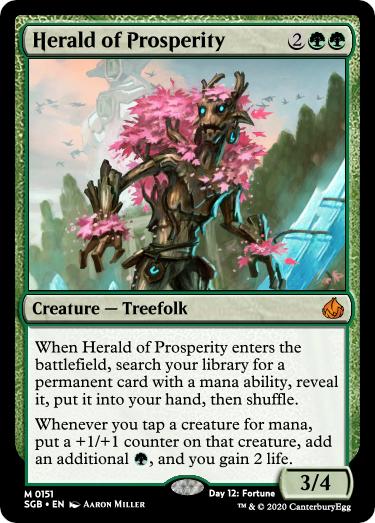 Herald of Prosperity 2
Creature — Treefolk
When Herald of Prosperity enters the
battlefield, search your library for a
permanent card with a mana ability, reveal
it, put it into your hand, then shuffle.
Whenever you tap a creature for mana,
put a +1/+1 counter on that creature, add
an additional , and you gain 2 life.
3/4
M 0151
SGB • EN Aaron Miller
Day 12: Fortune
™ & © 2020 CanterburyEgg